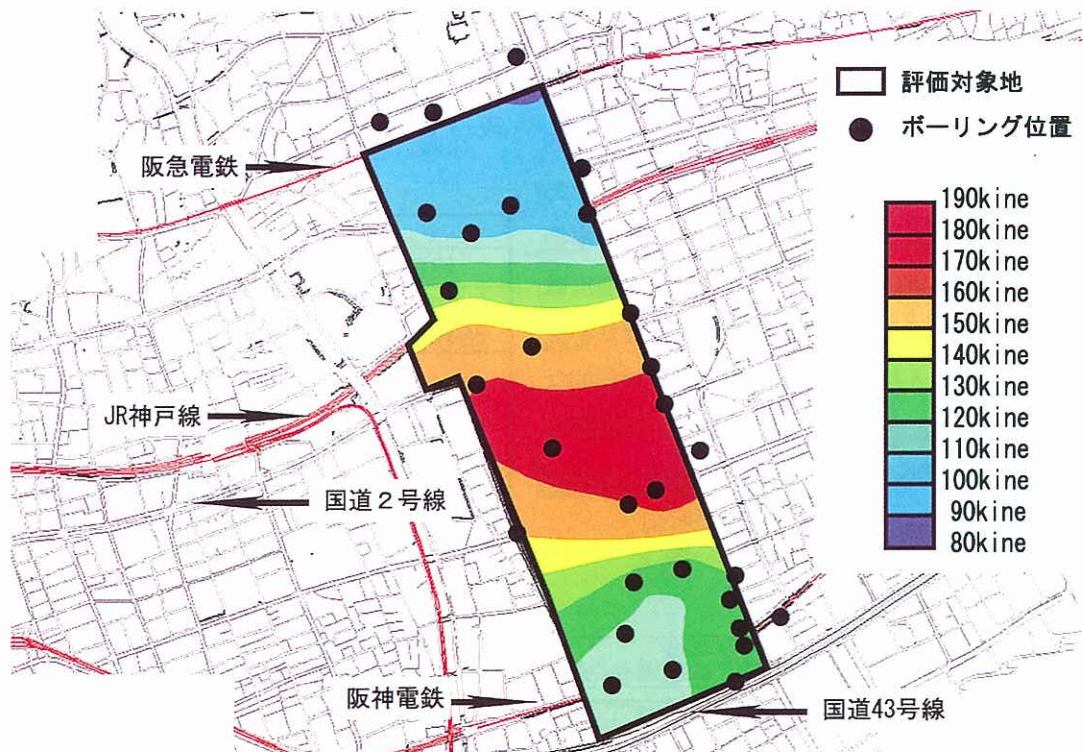 評価対象地
ボーリング位置
阪急電鉄
190kine
180kine
170kine
160kine
150kine
140kine
130kine
120kine
110kine
100kine
90kine
80kine
JR神戸線
国道2号線
阪神電鉄
国道43号線